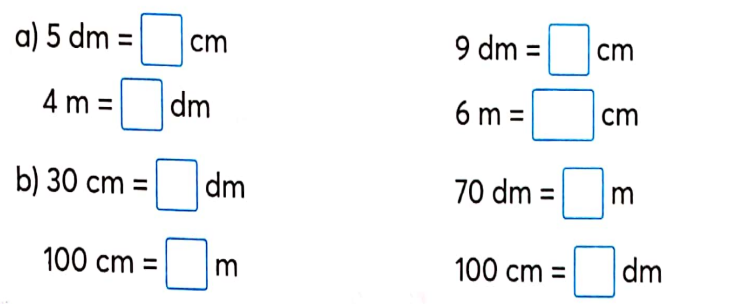 a) 5 dm = □ cm 9 dm = □ cm
4 m = □ dm 6 m = □ cm
b) 30 cm = □ dm 70 dm = □ m
100 cm = □ m 100 cm = □ dm